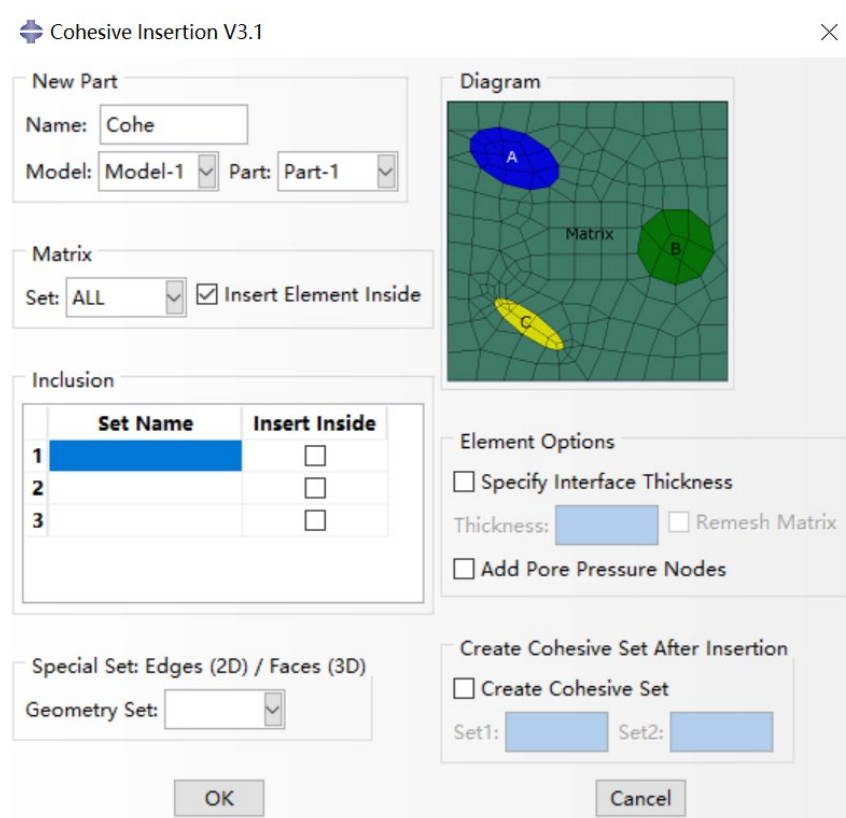 Cohesive Insertion V3.1
New Part
Name: Cohe
Model: Model-1 Part: Part-1
Matrix
Set: ALL Insert Element Inside
Inclusion
Set Name Insert Inside
1
2
3
Special Set: Edges (2D) / Faces (3D)
Geometry Set:
OK
Diagram
A
Matrix
B
C
Element Options
Specify Interface Thickness
Thickness: Remesh Matrix
Add Pore Pressure Nodes
Create Cohesive Set After Insertion
Create Cohesive Set
Set1: Set2:
Cancel